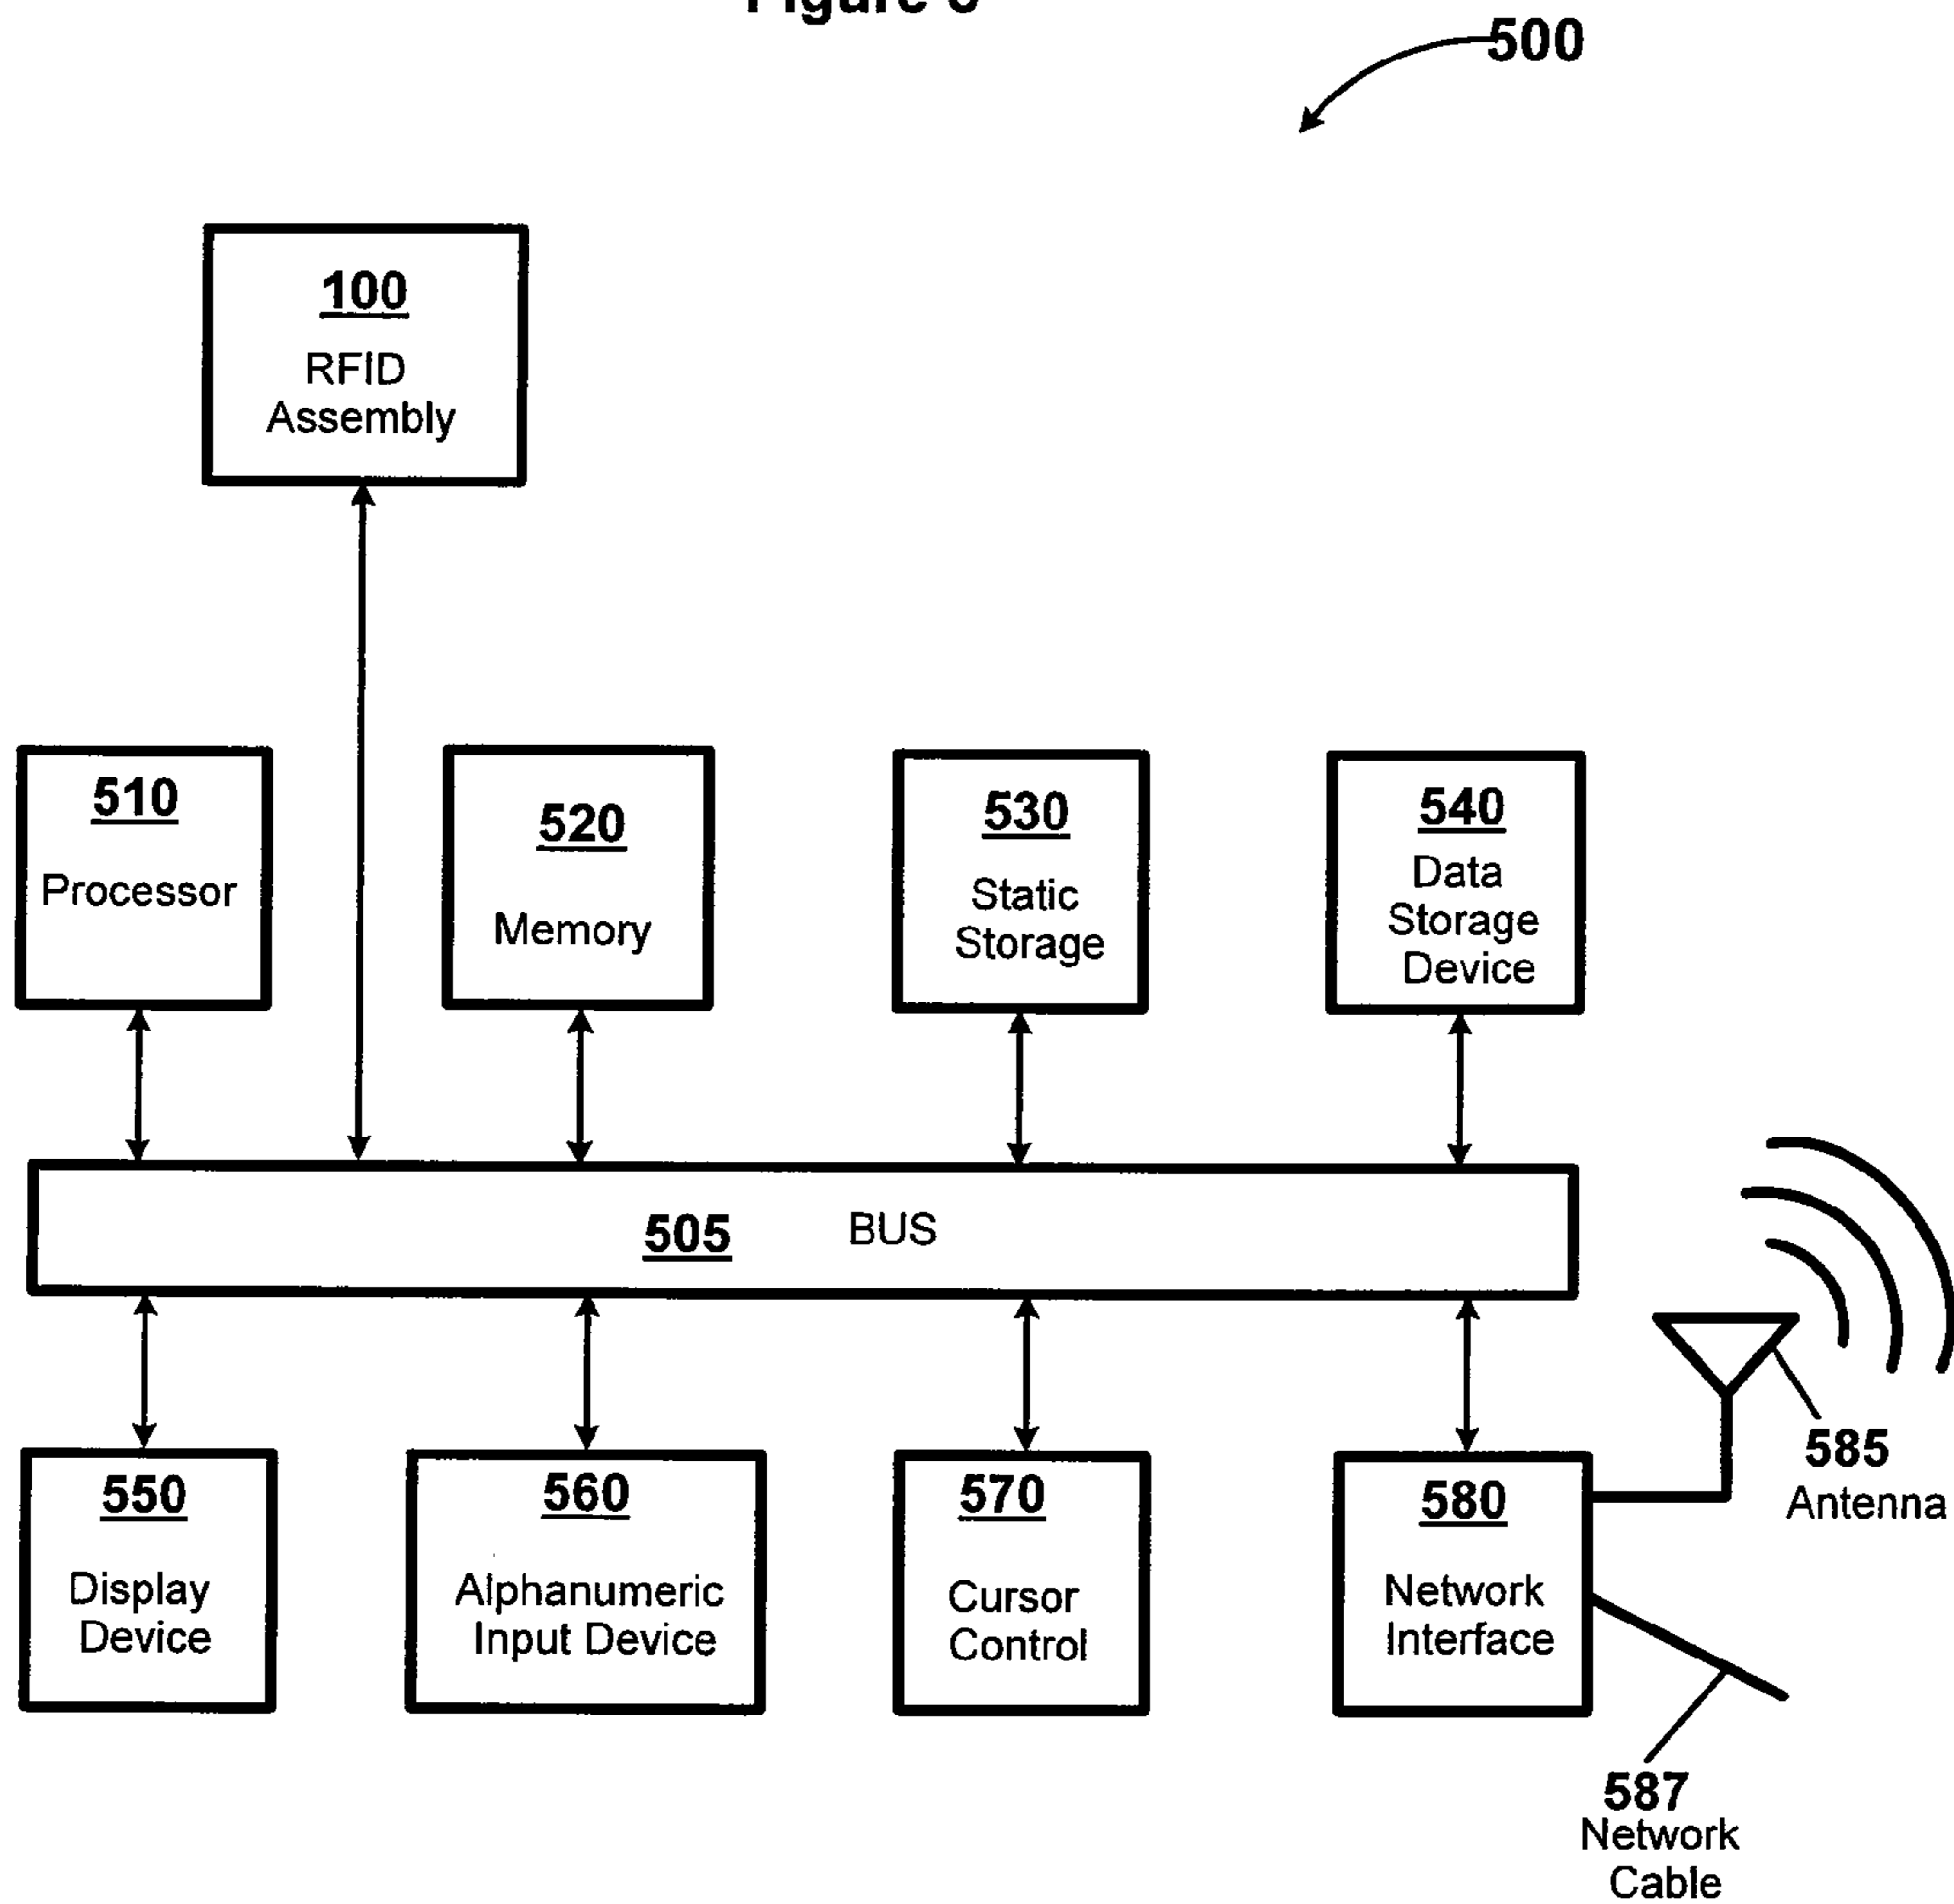 500
100
RFID
Assembly
510
Processor
520
Memory
530
Static
Storage
540
Data
Storage
Device
505 BUS
550
Display
Device
560
Alphanumeric
Input Device
570
Cursor
Control
580
Network
Interface
585
Antenna
587
Network
Cable